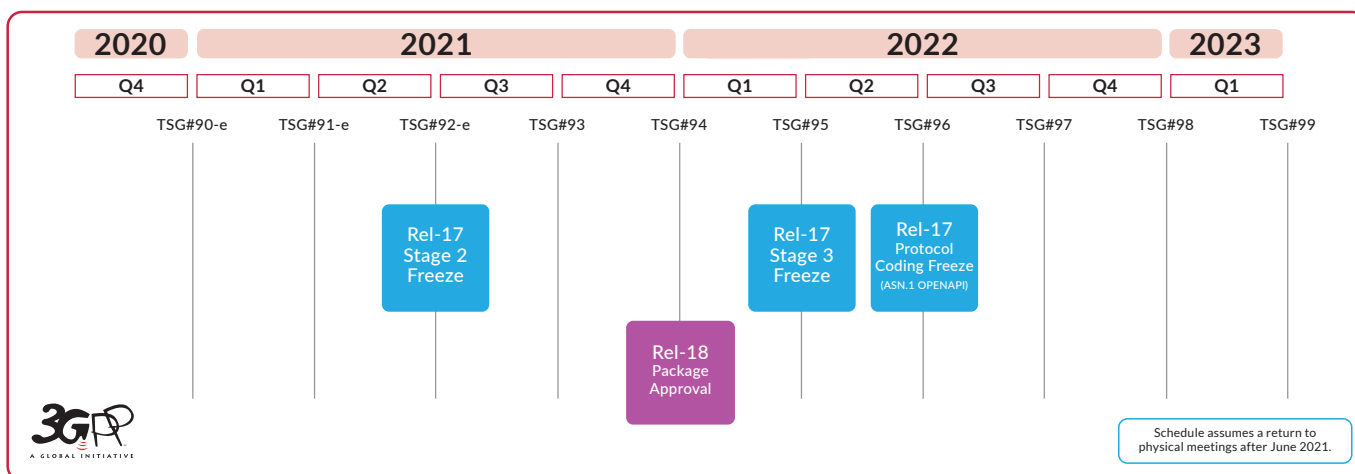 2020 2021 2022 2023
Q4 Q1 Q2 Q3 Q4 Q1 Q2 Q3 Q4 Q1
TSG#90-e TSG#91-e TSG#92-e TSG#93 TSG#94 TSG#95 TSG#96 TSG#97 TSG#98 TSG#99
Rel-17
Stage 2
Freeze
Rel-17
Stage 3
Freeze
Rel-17
Protocol
Coding Freeze
(ASN.1 OPENAPI)
Rel-18
Package
Approval
3GPP
A GLOBAL INITIATIVE
Schedule assumes a return to
physical meetings after June 2021.